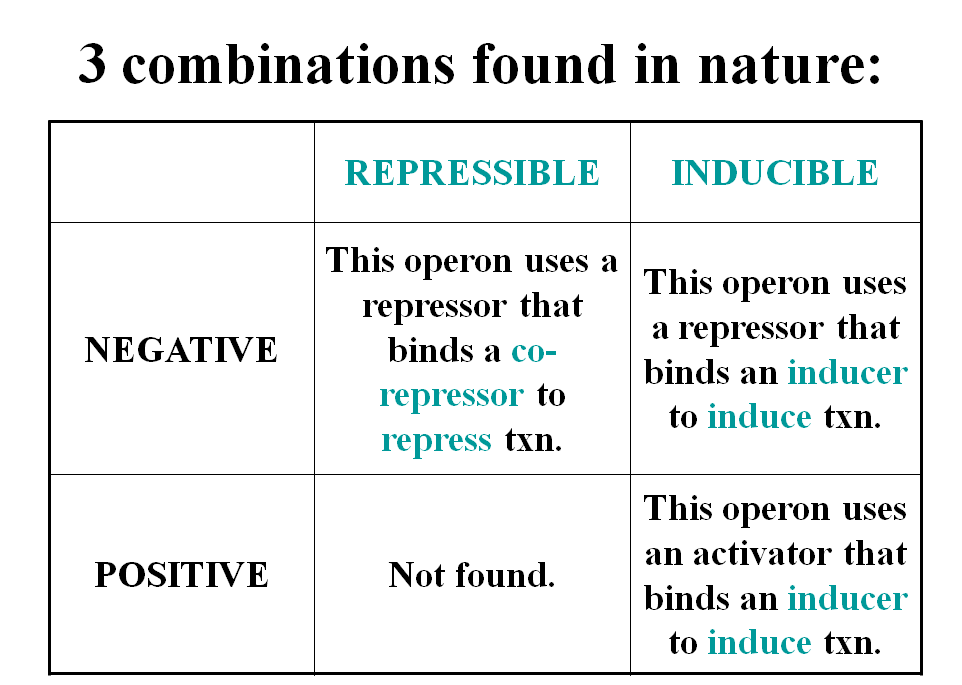 3 combinations found in nature:
REPRESSIBLE
INDUCIBLE
NEGATIVE
This operon uses a
repressor that
binds a co-
repressor to
repress txn.
This operon uses
a repressor that
binds an inducer
to induce txn.
POSITIVE
Not found.
This operon uses
an activator that
binds an inducer
to induce txn.